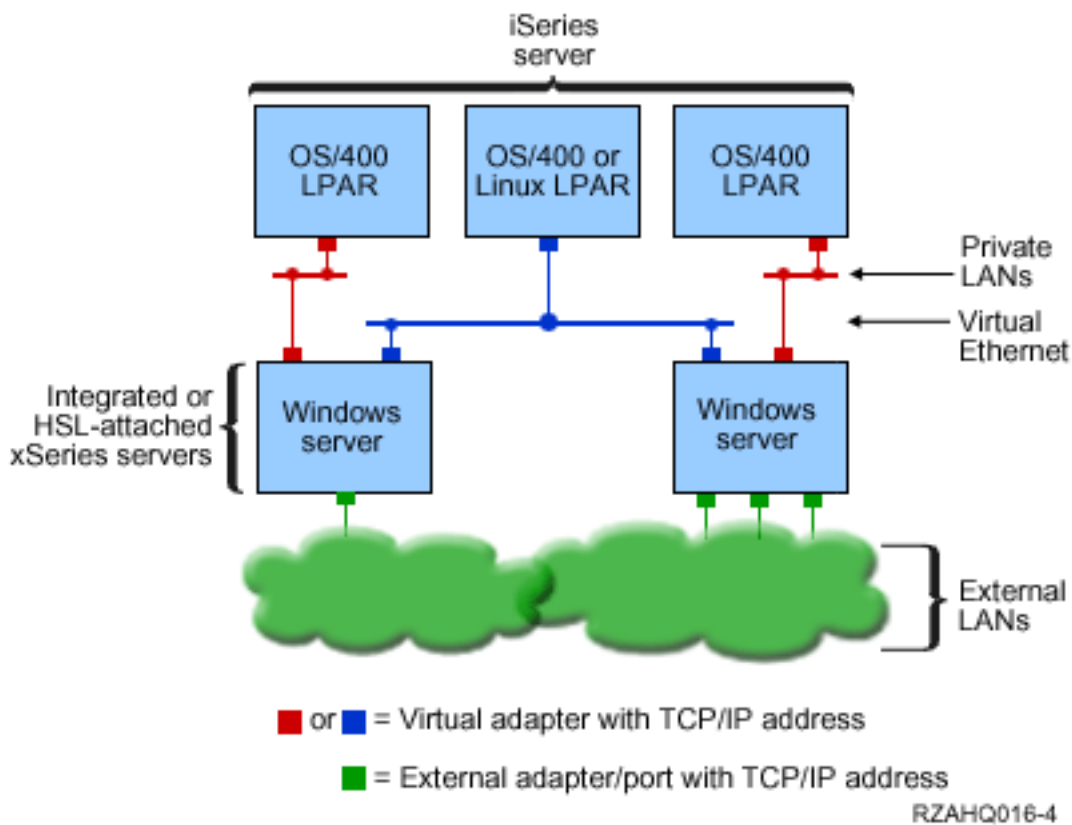 iSeries
server
OS/400
LPAR
OS/400 or
Linux LPAR
OS/400
LPAR
Private
LANs
Virtual
Ethernet
Integrated or
HSL-attached
xSeries servers
Windows
server
Windows
server
External
LANs
or = Virtual adapter with TCP/IP address
= External adapter/port with TCP/IP address
RZAHQ016-4